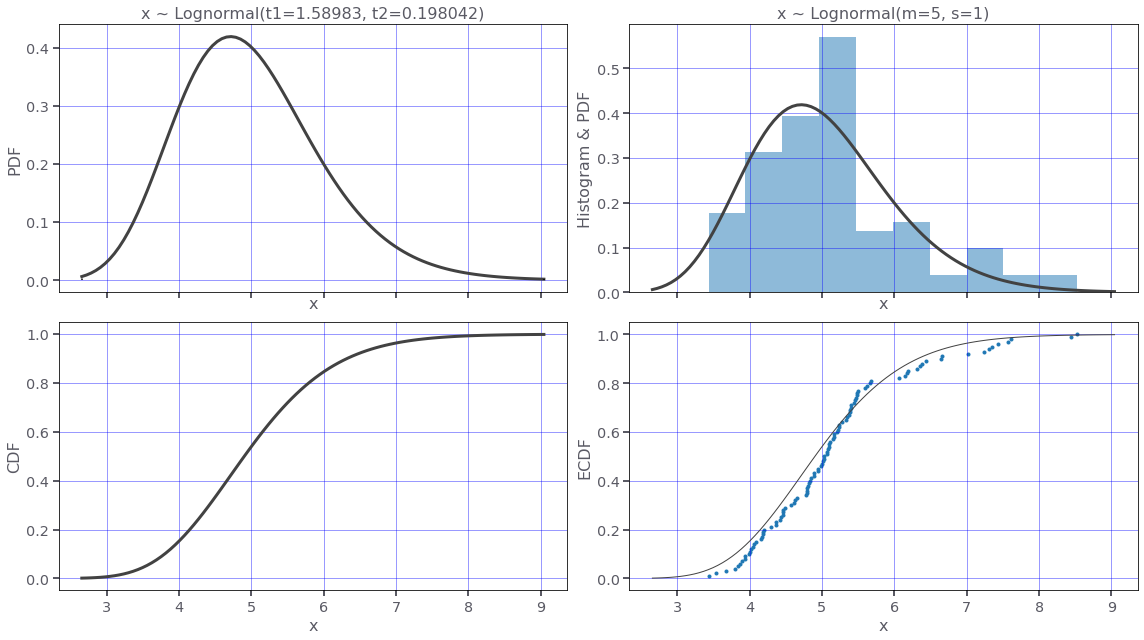 x ~ Lognormal(t1=1.58983, t2=0.198042)
PDF
0.4
0.3
0.2
0.1
0.0
x
x ~ Lognormal(m=5, s=1)
Histogram & PDF
0.5
0.4
0.3
0.2
0.1
0.0
x
CDF
1.0
0.8
0.6
0.4
0.2
0.0
3 4 5 6 7 8 9
x
ECDF
1.0
0.8
0.6
0.4
0.2
0.0
3 4 5 6 7 8 9
x